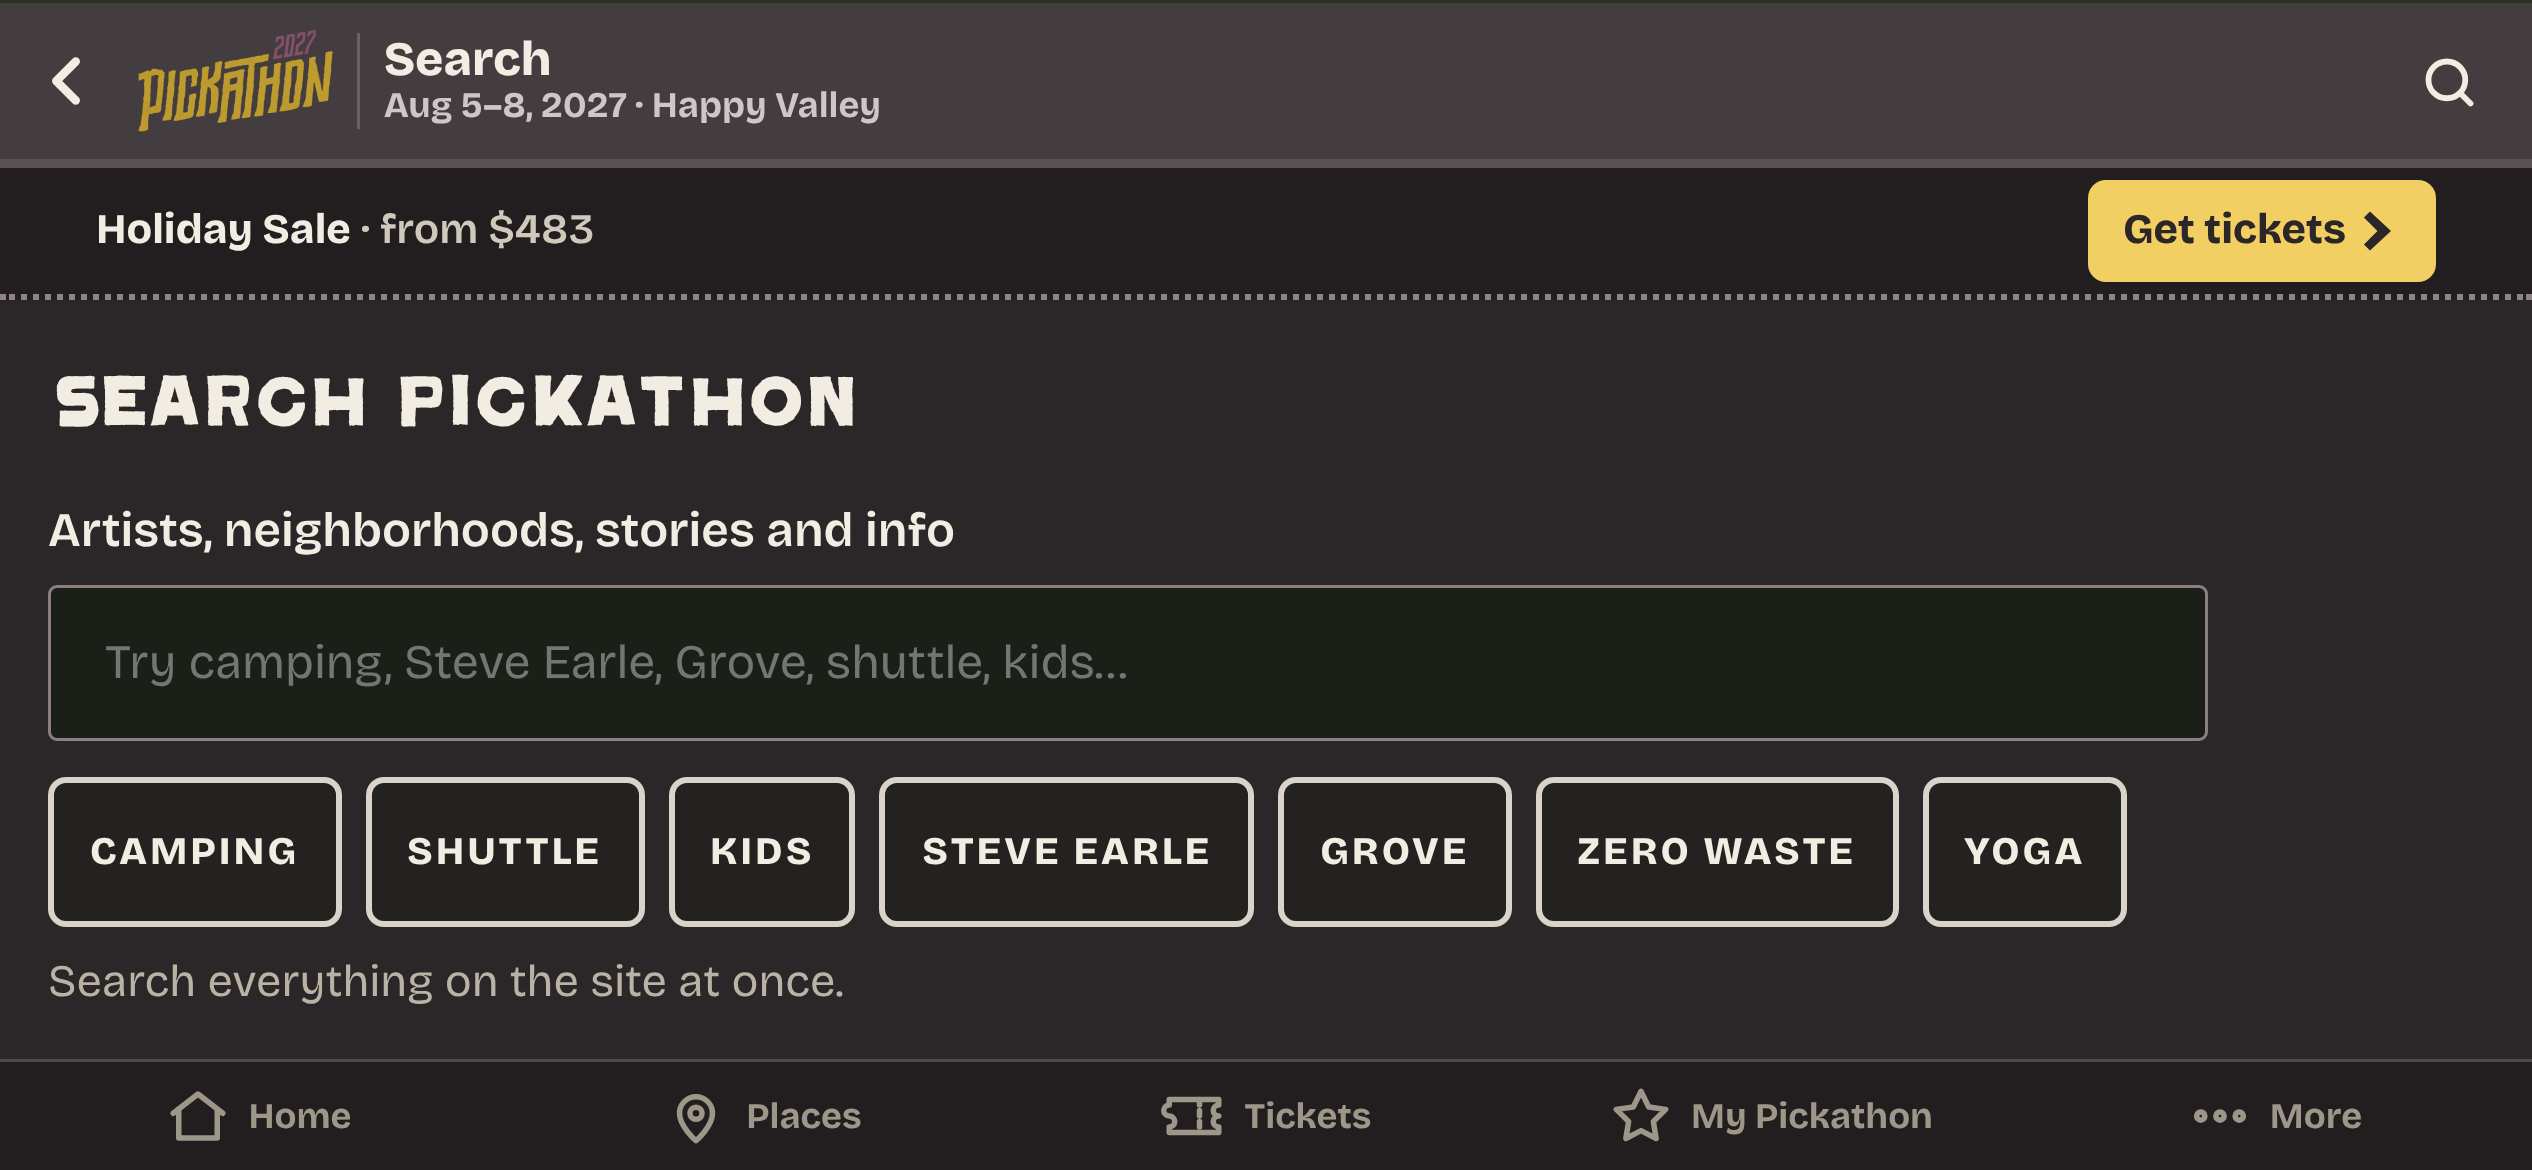 2027
PICKATHON
Search
Aug 5–8, 2027 · Happy Valley
Holiday Sale · from $483
Get tickets
SEARCH PICKATHON
Artists, neighborhoods, stories and info
Try camping, Steve Earle, Grove, shuttle, kids...
CAMPING SHUTTLE KIDS STEVE EARLE GROVE ZERO WASTE YOGA
Search everything on the site at once.
Home Places Tickets My Pickathon More